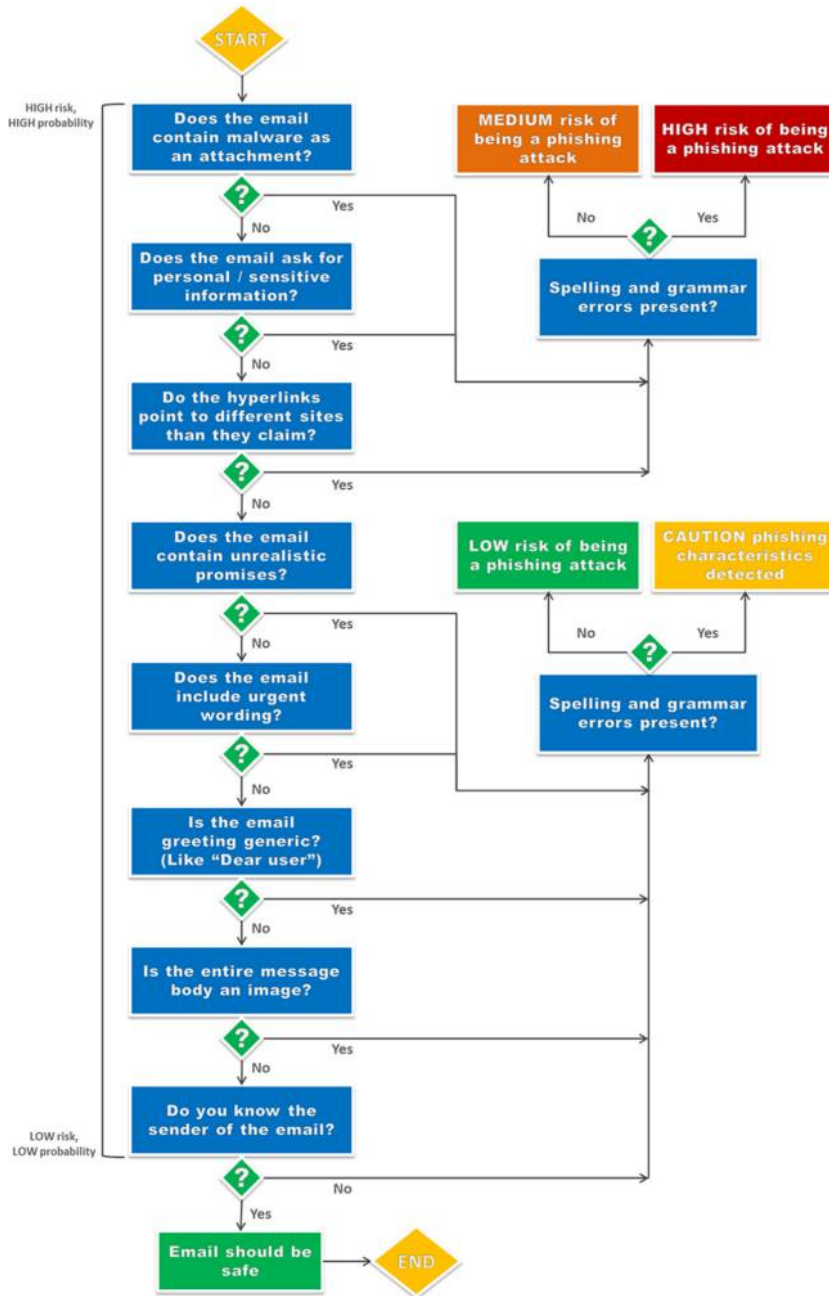 START
HIGH risk,
HIGH probability
Does the email
contain malware as
an attachment?
MEDIUM risk of
being a phishing
attack
HIGH risk of being
a phishing attack
?
Yes
No
No
?
Yes
Does the email ask for
personal / sensitive
information?
Spelling and grammar
errors present?
?
Yes
No
Do the hyperlinks
point to different sites
than they claim?
?
Yes
No
Does the email
contain unrealistic
promises?
LOW risk of being
a phishing attack
CAUTION phishing
characteristics
detected
?
Yes
No
No
?
Yes
Does the email
include urgent
wording?
Spelling and grammar
errors present?
?
Yes
No
Is the email
greeting generic?
(Like “Dear user”)
?
Yes
No
Is the entire message
body an image?
?
Yes
No
Do you know the
sender of the email?
LOW risk,
LOW probability
?
No
Yes
Email should be
safe
END